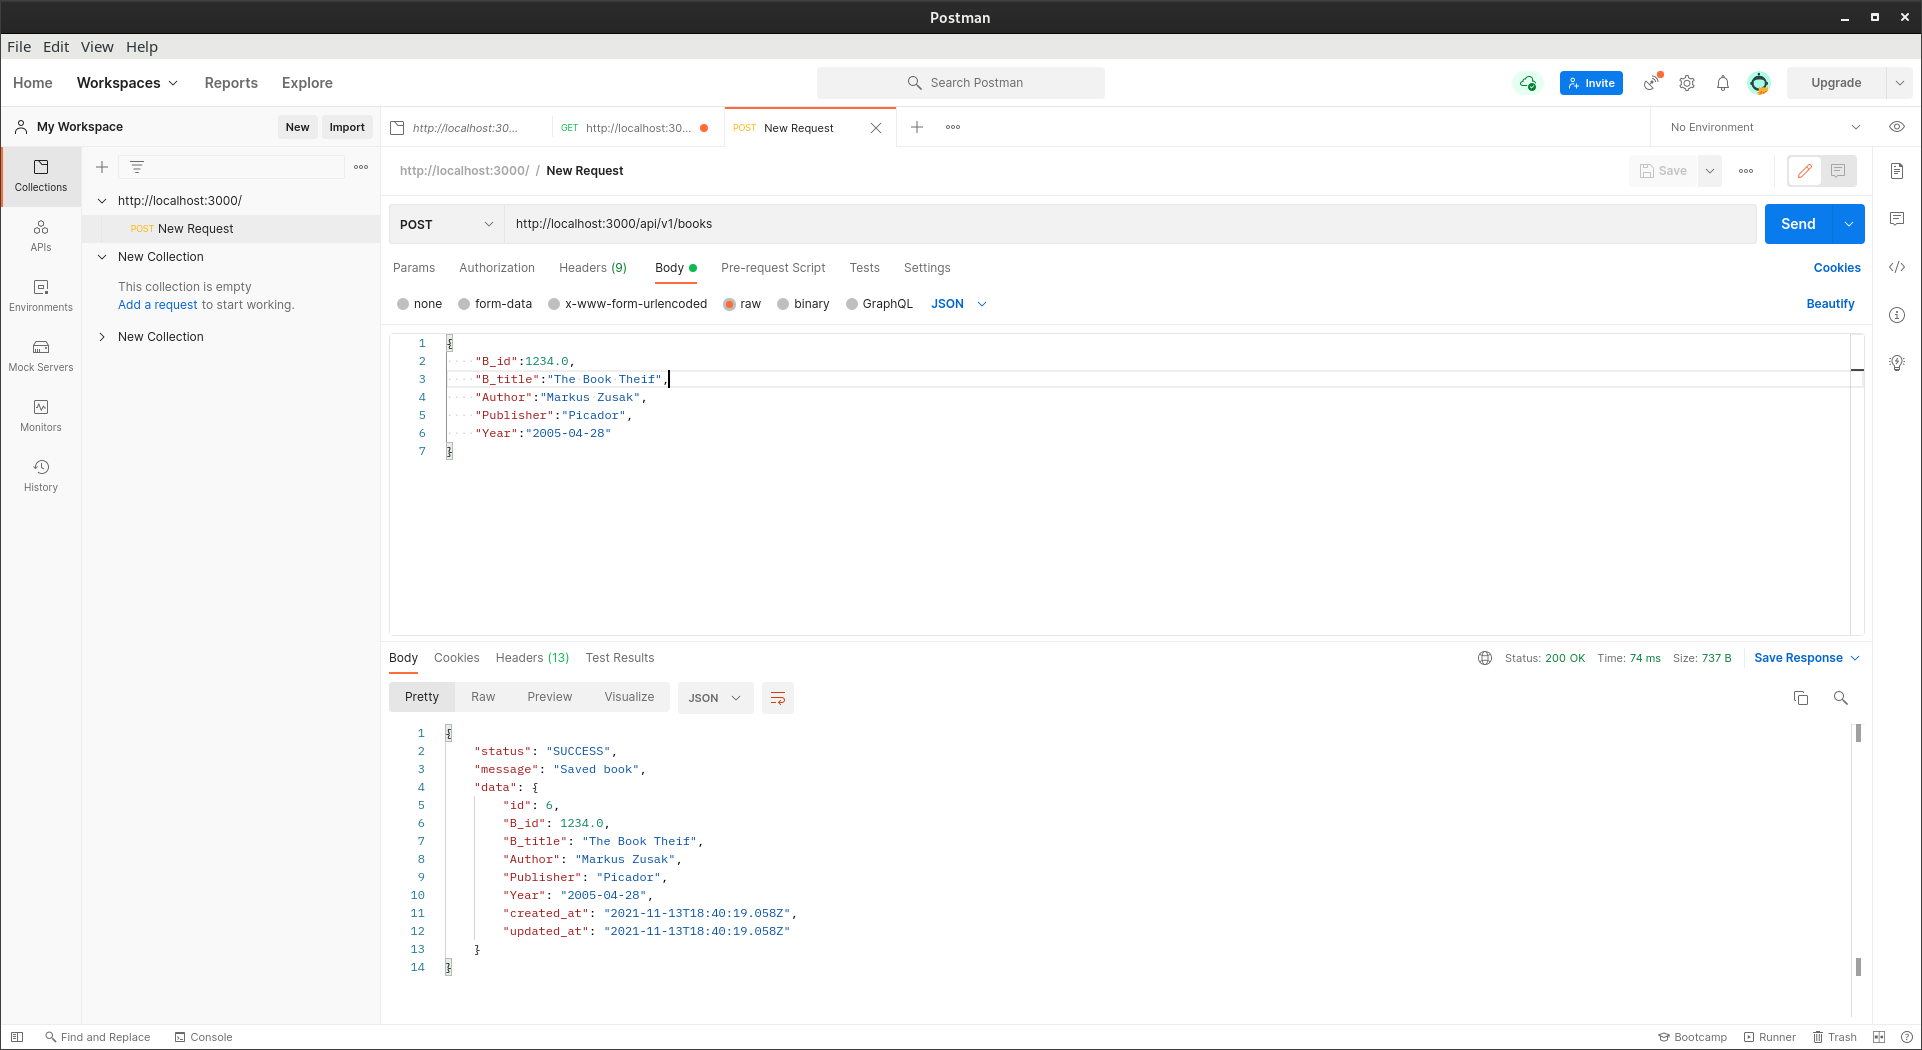 Postman
File Edit View Help
Home Workspaces Reports Explore Search Postman Invite Upgrade
My Workspace New Import http://localhost:30... GET http://localhost:30... POST New Request No Environment
Collections
APIs
Environments
Mock Servers
Monitors
History
http://localhost:3000/
POST New Request
New Collection
This collection is empty
Add a request to start working.
New Collection
http://localhost:3000/ / New Request Save
POST http://localhost:3000/api/v1/books Send
Params Authorization Headers (9) Body Pre-request Script Tests Settings Cookies
none form-data x-www-form-urlencoded raw binary GraphQL JSON Beautify
1 {
2 "B_id":1234.0,
3 "B_title":"The Book Theif",
4 "Author":"Markus Zusak",
5 "Publisher":"Picador",
6 "Year":"2005-04-28"
7 }
Body Cookies Headers (13) Test Results Status: 200 OK Time: 74 ms Size: 737 B Save Response
Pretty Raw Preview Visualize JSON
1 {
2 "status": "SUCCESS",
3 "message": "Saved book",
4 "data": {
5 "id": 6,
6 "B_id": 1234.0,
7 "B_title": "The Book Theif",
8 "Author": "Markus Zusak",
9 "Publisher": "Picador",
10 "Year": "2005-04-28",
11 "created_at": "2021-11-13T18:40:19.058Z",
12 "updated_at": "2021-11-13T18:40:19.058Z"
13 }
14 }
Find and Replace Console Bootcamp Runner Trash